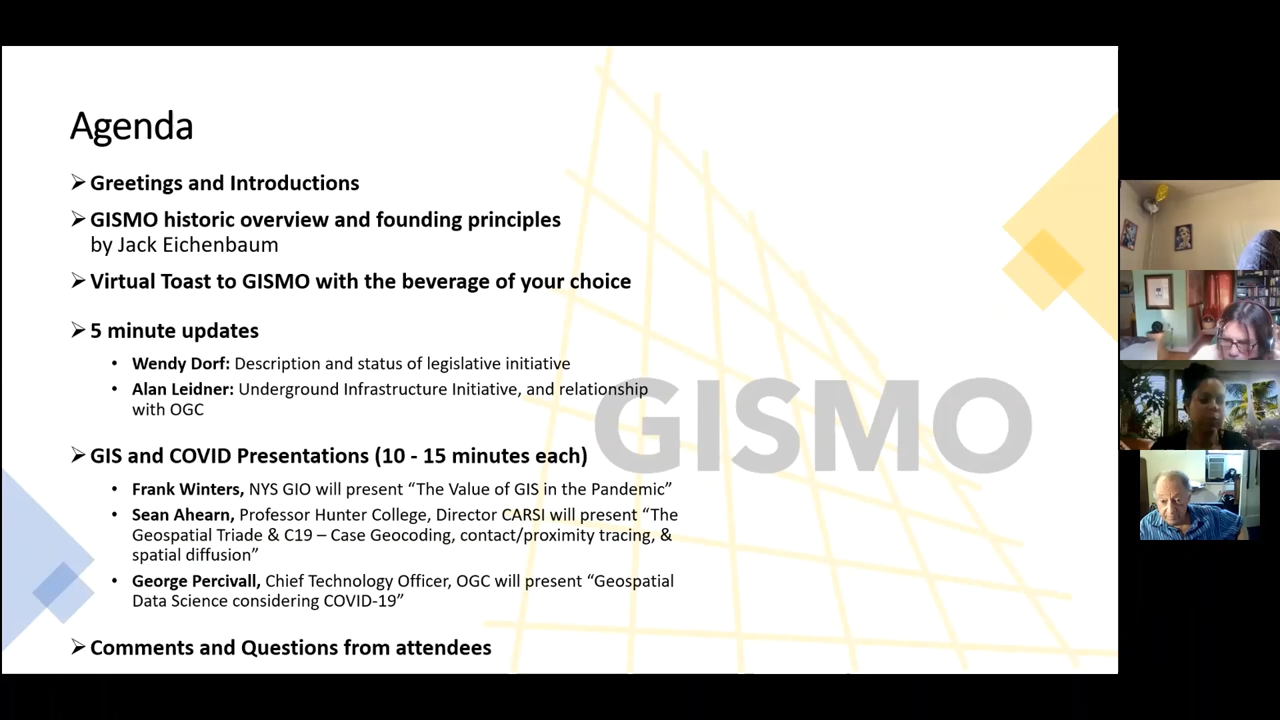 Agenda
➢ Greetings and Introductions
➢ GISMO historic overview and founding principles
by Jack Eichenbaum
➢ Virtual Toast to GISMO with the beverage of your choice
➢ 5 minute updates
• Wendy Dorf: Description and status of legislative initiative
• Alan Leidner: Underground Infrastructure Initiative, and relationship
with OGC
GISMO
➢ GIS and COVID Presentations (10 - 15 minutes each)
• Frank Winters, NYS GIO will present “The Value of GIS in the Pandemic”
• Sean Ahearn, Professor Hunter College, Director CARSI will present “The
Geospatial Triade & C19 – Case Geocoding, contact/proximity tracing, &
spatial diffusion”
• George Percivall, Chief Technology Officer, OGC will present “Geospatial
Data Science considering COVID-19”
➢ Comments and Questions from attendees